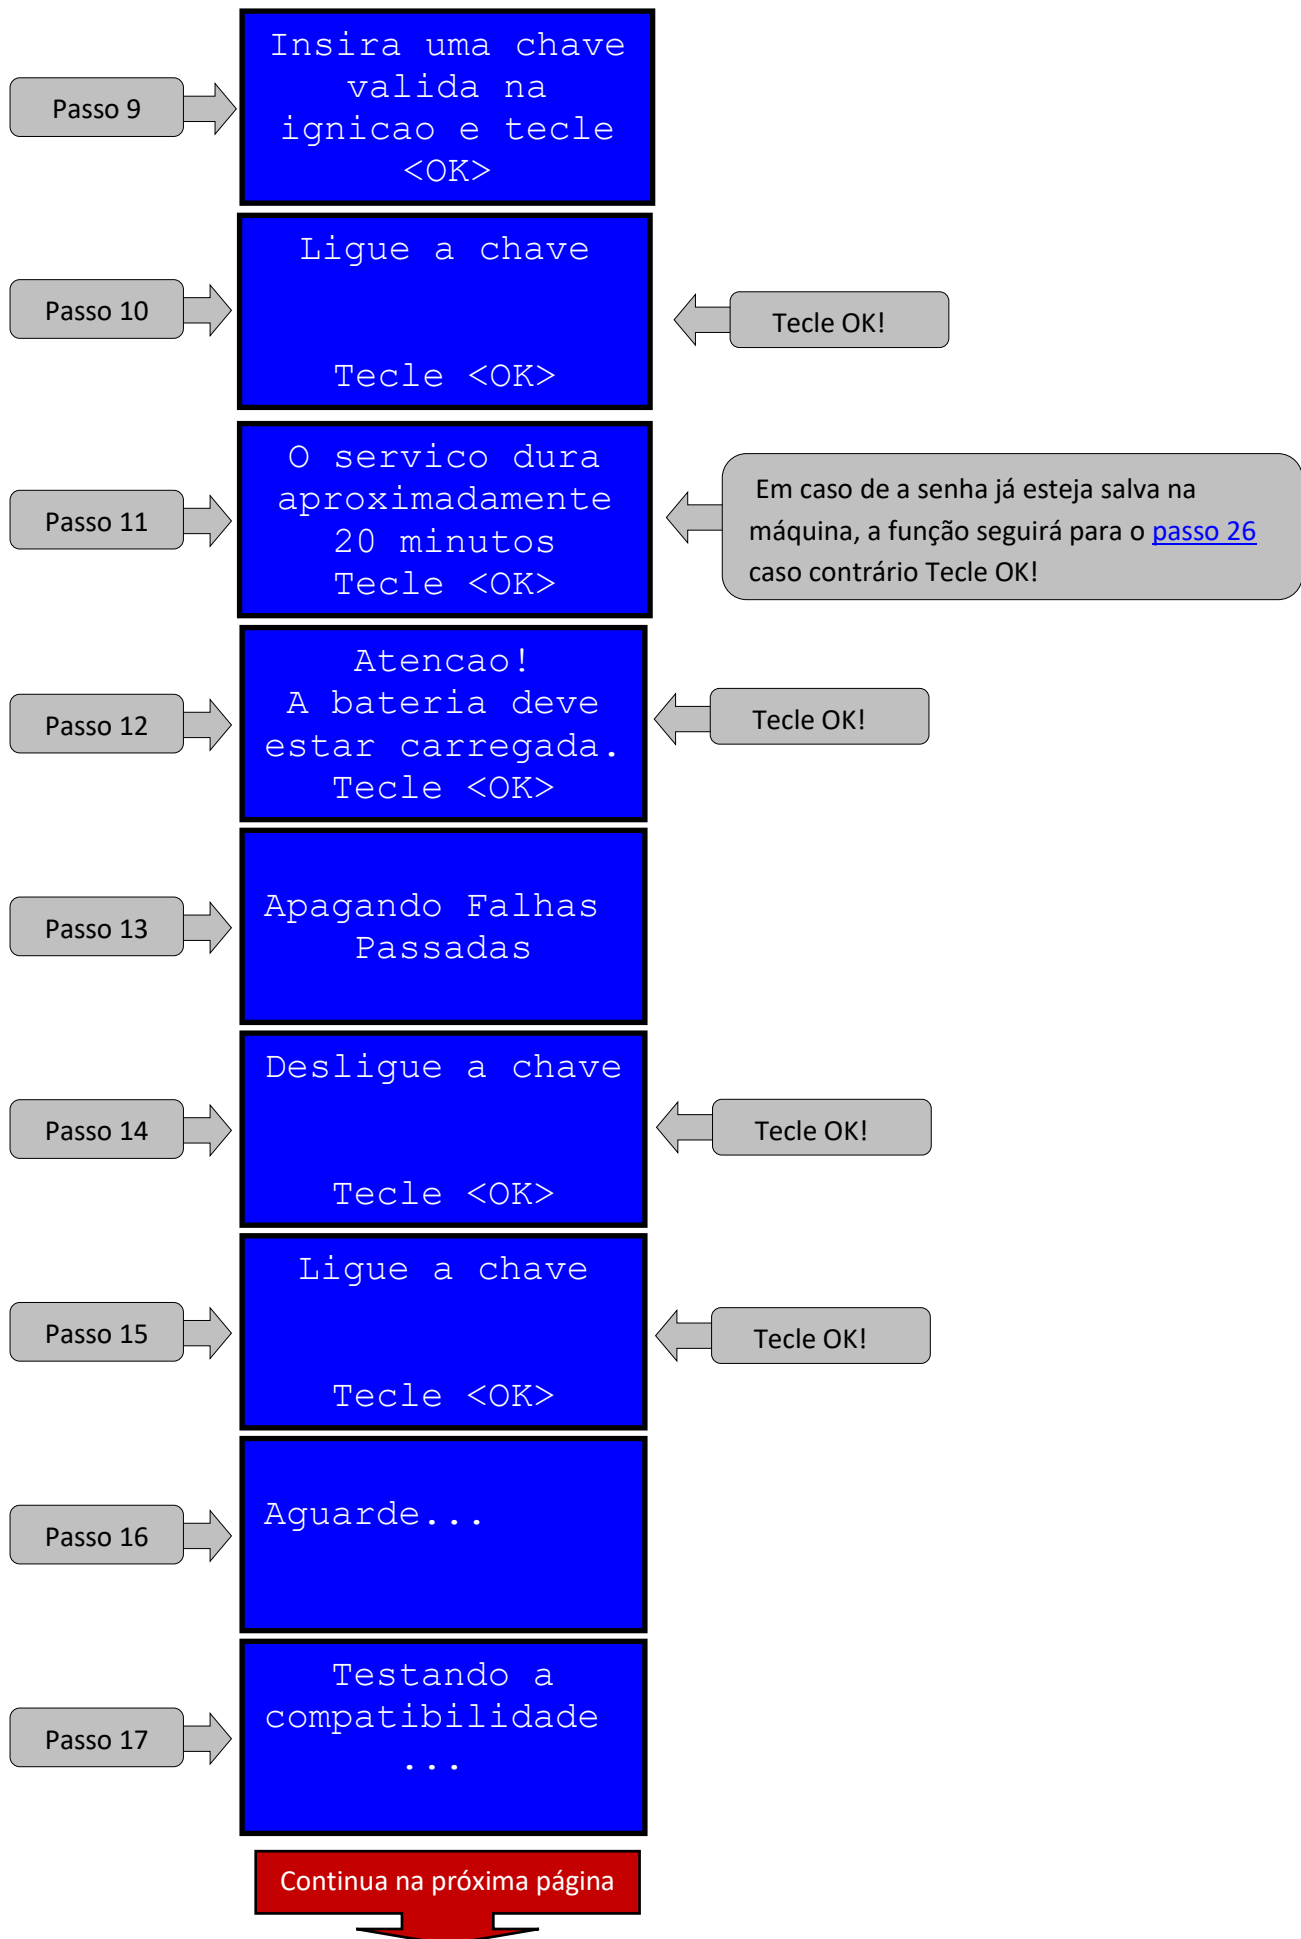 Passo 9
Insira uma chave
valida na
ignicao e tecle
<OK>
Passo 10
Ligue a chave
Tecle <OK>
Tecle OK!
Passo 11
O servico dura
aproximadamente
20 minutos
Tecle <OK>
Em caso de a senha já esteja salva na
máquina, a função seguirá para o passo 26
caso contrário Tecle OK!
Passo 12
Atencao!
A bateria deve
estar carregada.
Tecle <OK>
Tecle OK!
Passo 13
Apagando Falhas
Passadas
Passo 14
Desligue a chave
Tecle <OK>
Tecle OK!
Passo 15
Ligue a chave
Tecle <OK>
Tecle OK!
Passo 16
Aguarde...
Passo 17
Testando a
compatibilidade
...
Continua na próxima página